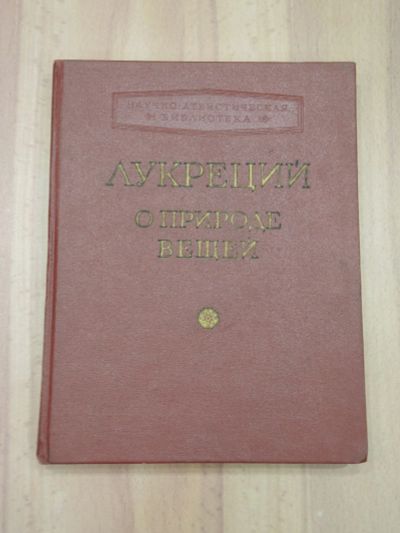 НАУЧНО-АТЕИСТИЧЕСКАЯ
БИБЛИОТЕКА
ЛУКРЕЦИЙ
О ПРИРОДЕ
ВЕЩЕЙ